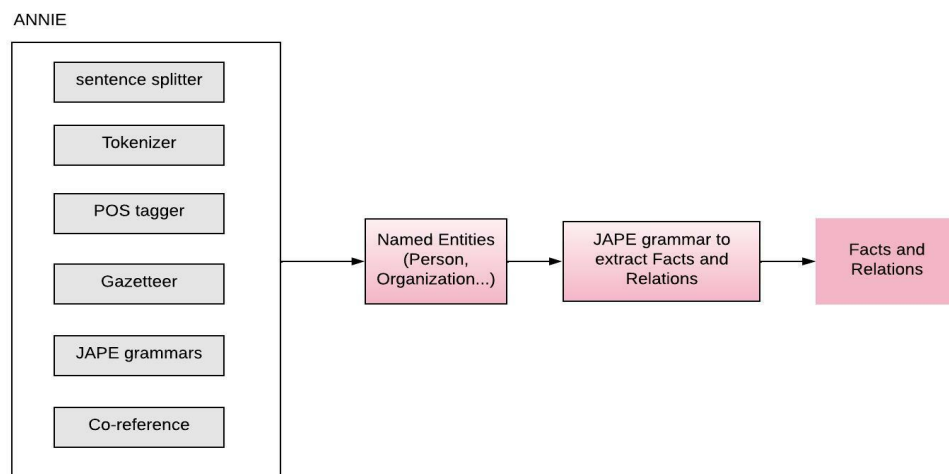 ANNIE
sentence splitter
Tokenizer
POS tagger
Gazetteer
JAPE grammars
Co-reference
Named Entities
(Person,
Organization...)
JAPE grammar to
extract Facts and
Relations
Facts and
Relations